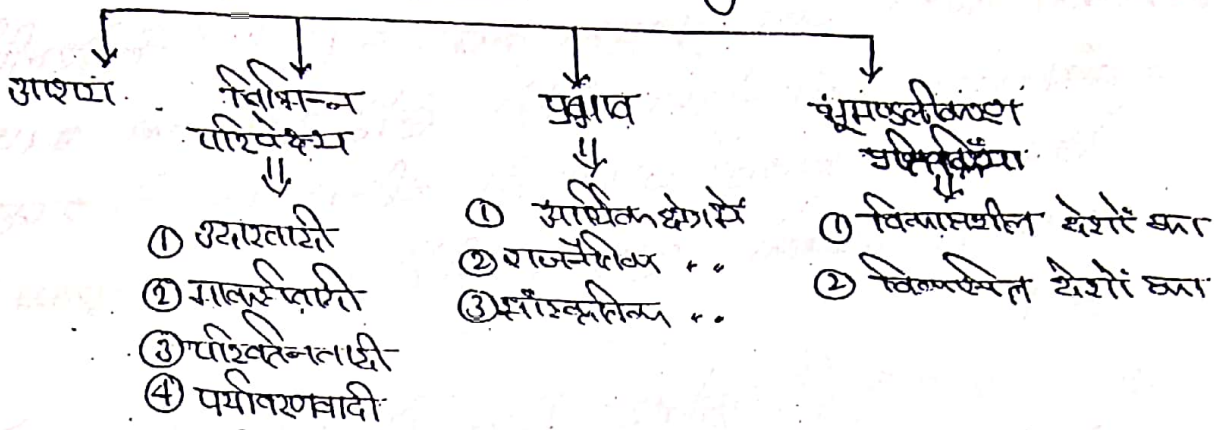 आशय
विभिन्न
परिपेक्ष्य
① उदारवादी
② मार्क्सवादी
③ परिवर्तनवादी
④ पर्यावरणवादी
प्रभाव
① आर्थिक क्षेत्र में
② राजनैतिक " "
③ सांस्कृतिक " "
भूमण्डलीकरण
① विकासशील देशों का
② विकसित देशों का